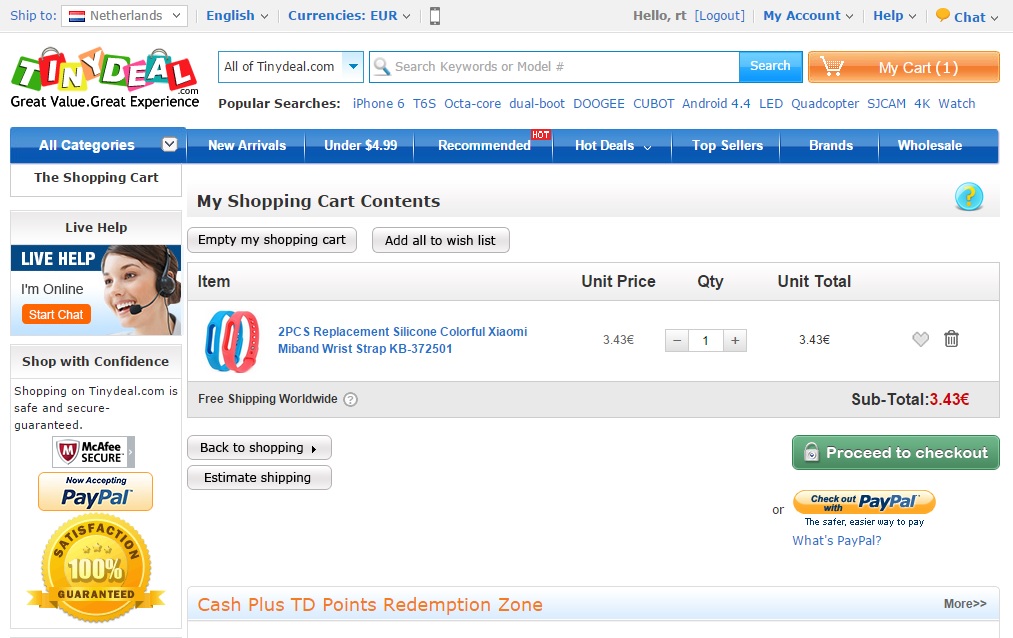 Ship to: Netherlands English Currencies: EUR Hello, rt [Logout] My Account Help Chat
TINYDEAL.com
Great Value.Great Experience
All of Tinydeal.com Search Keywords or Model # Search My Cart (1)
Popular Searches: iPhone 6 T6S Octa-core dual-boot DOOGEE CUBOT Android 4.4 LED Quadcopter SJCAM 4K Watch
HOT
All Categories New Arrivals Under $4.99 Recommended Hot Deals Top Sellers Brands Wholesale
The Shopping Cart
My Shopping Cart Contents ?
Live Help
LIVE HELP
I'm Online
Start Chat
Shop with Confidence
Shopping on Tinydeal.com is
safe and secure-
guaranteed.
McAfee
SECURE
Now Accepting
PayPal
SATISFACTION
100%
GUARANTEED
Empty my shopping cart Add all to wish list
Item Unit Price Qty Unit Total
2PCS Replacement Silicone Colorful Xiaomi
Miband Wrist Strap KB-372501
3.43€ − 1 + 3.43€
Free Shipping Worldwide ? Sub-Total:3.43€
Back to shopping
Estimate shipping
Proceed to checkout
or
Check out
with PayPal
The safer, easier way to pay
What's PayPal?
Cash Plus TD Points Redemption Zone More>>